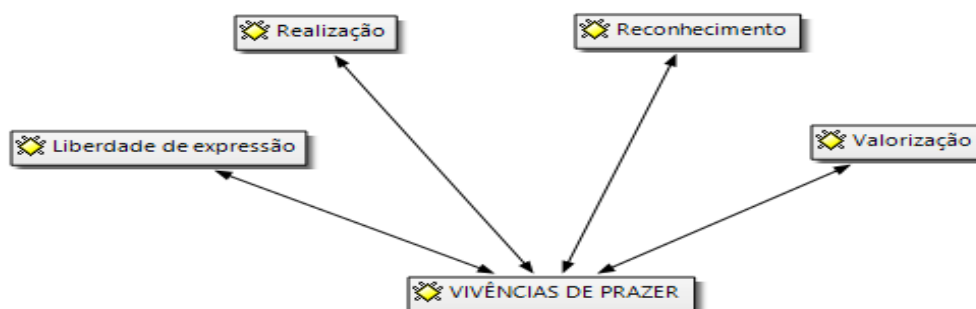 Realização
Reconhecimento
Liberdade de expressão
Valorização
VIVÊNCIAS DE PRAZER